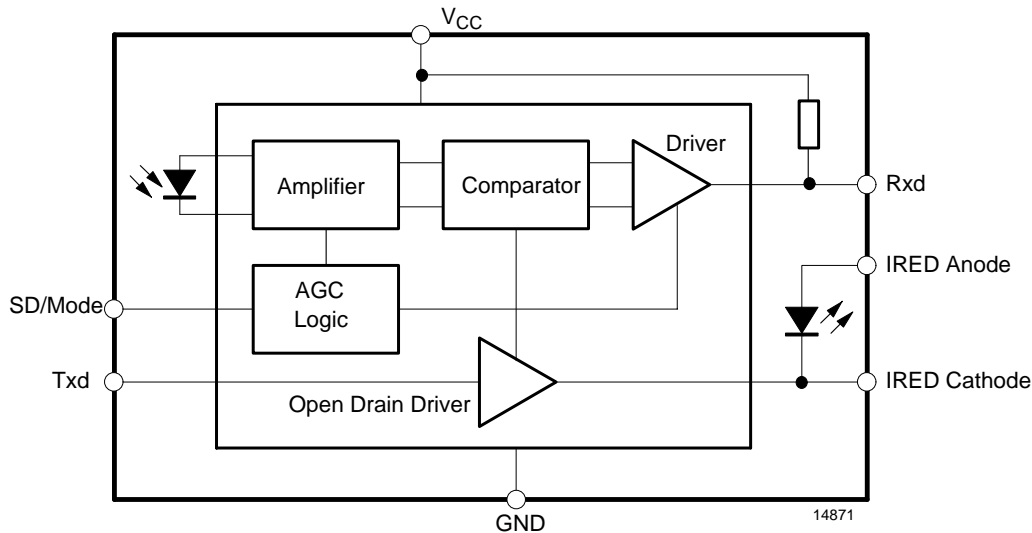 VCC
Driver
Amplifier
Comparator
Rxd
IRED Anode
AGC
Logic
SD/Mode
Txd
Open Drain Driver
IRED Cathode
14871
GND